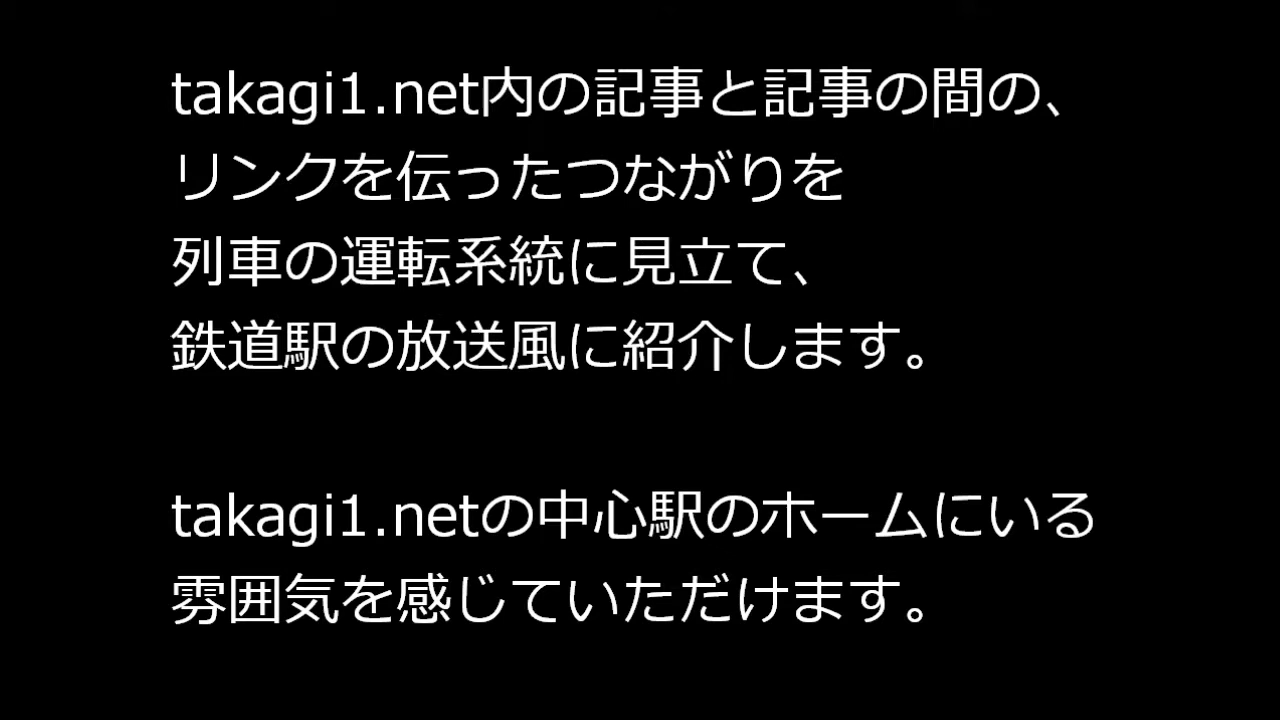 takagi1.net内の記事と記事の間の、
リンクを伝ったつながりを
列車の運転系統に見立て、
鉄道駅の放送風に紹介します。
takagi1.netの中心駅のホームにいる
雰囲気を感じていただけます。